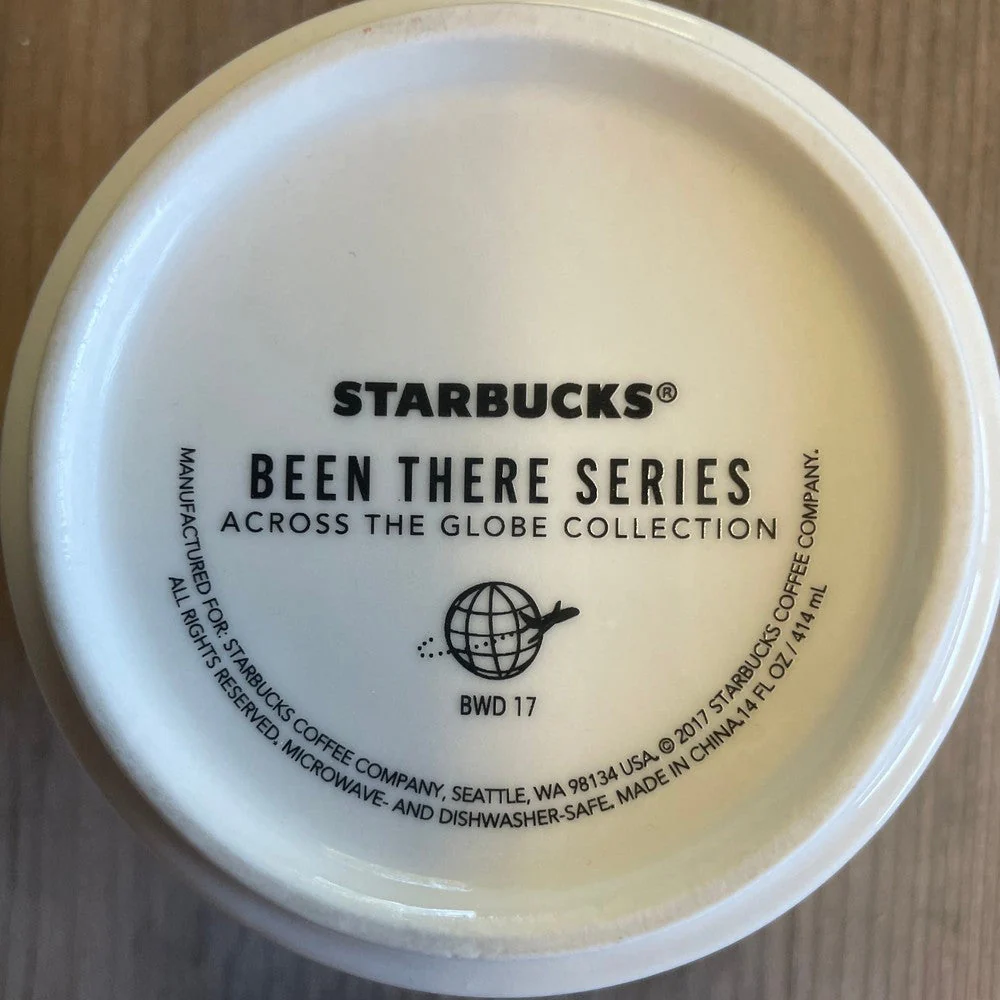 STARBUCKS®
BEEN THERE SERIES
ACROSS THE GLOBE COLLECTION
BWD 17
MANUFACTURED FOR: STARBUCKS COFFEE COMPANY, SEATTLE, WA 98134 USA. © 2017 STARBUCKS COFFEE COMPANY.
ALL RIGHTS RESERVED. MICROWAVE- AND DISHWASHER-SAFE. MADE IN CHINA.14 FL OZ / 414 mL